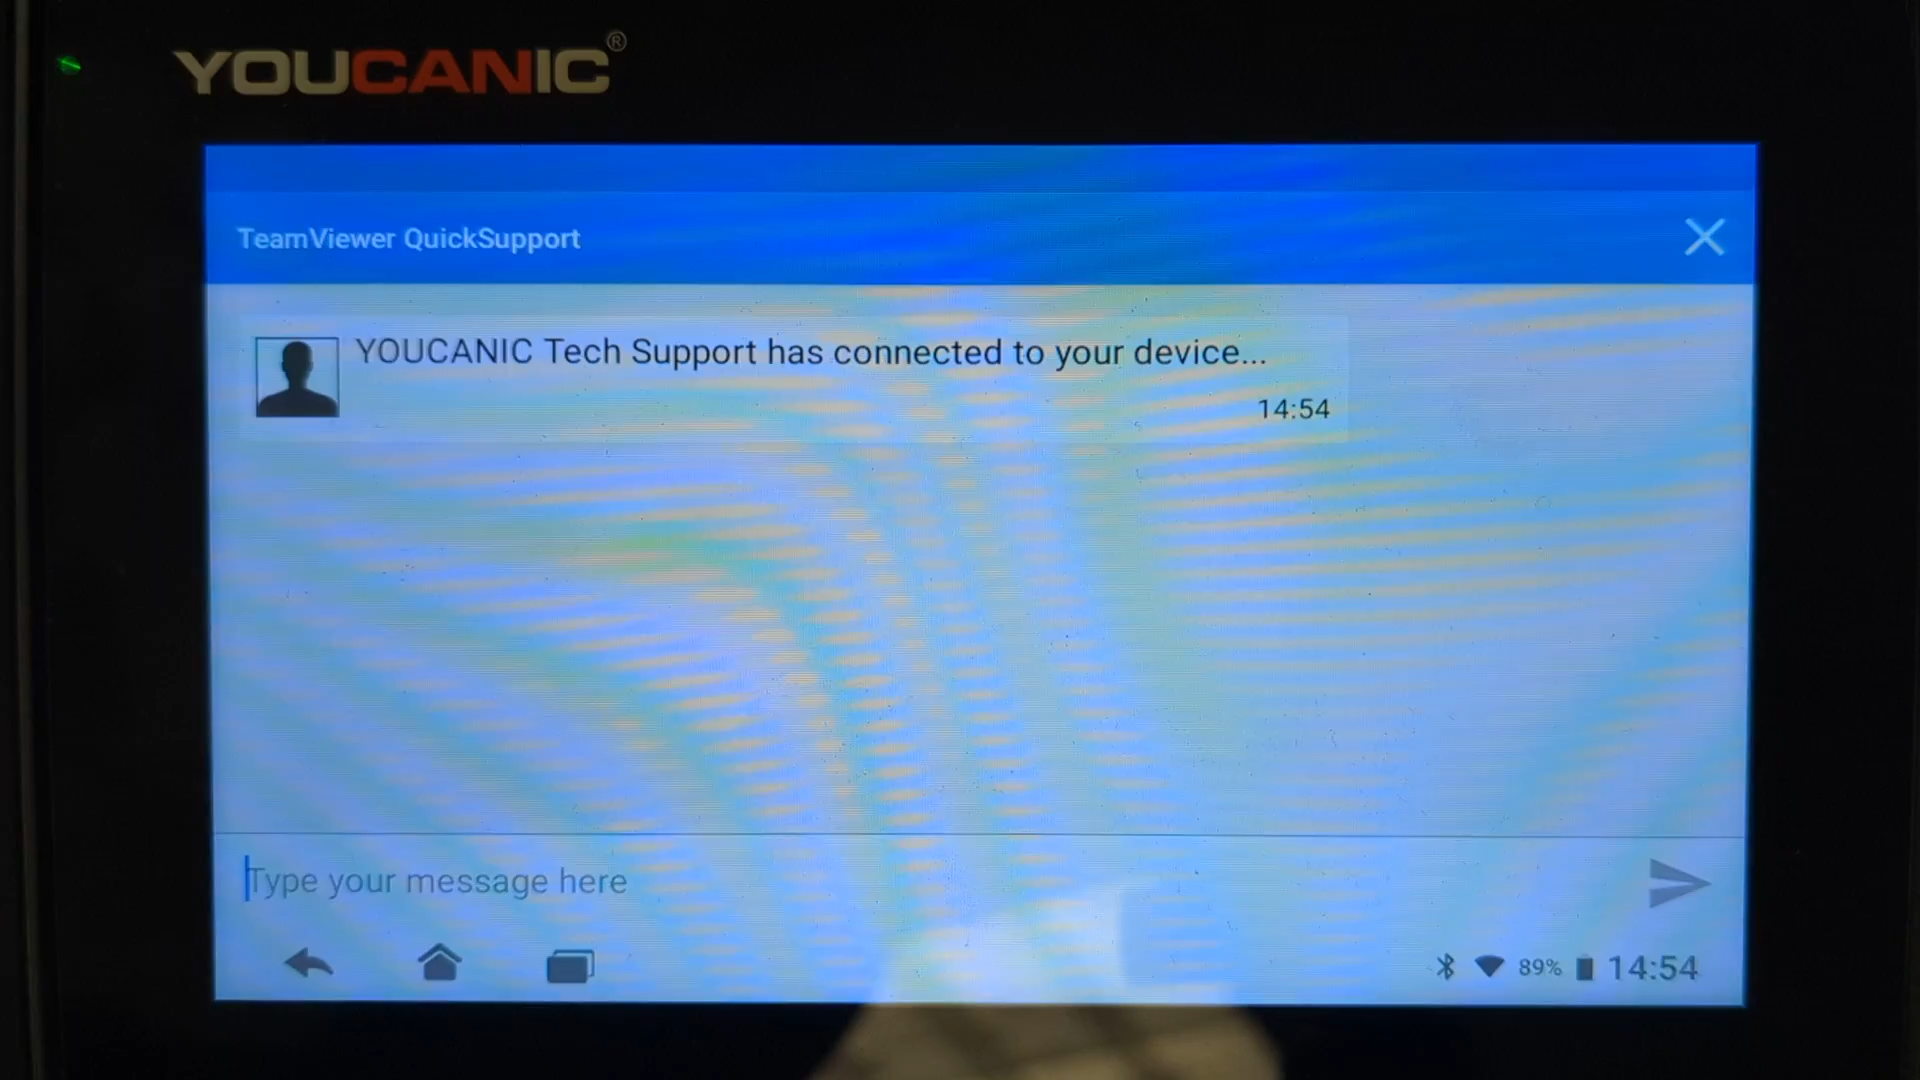 YOUCANIC®
TeamViewer QuickSupport
YOUCANIC Tech Support has connected to your device...
14:54
Type your message here
89% 14:54